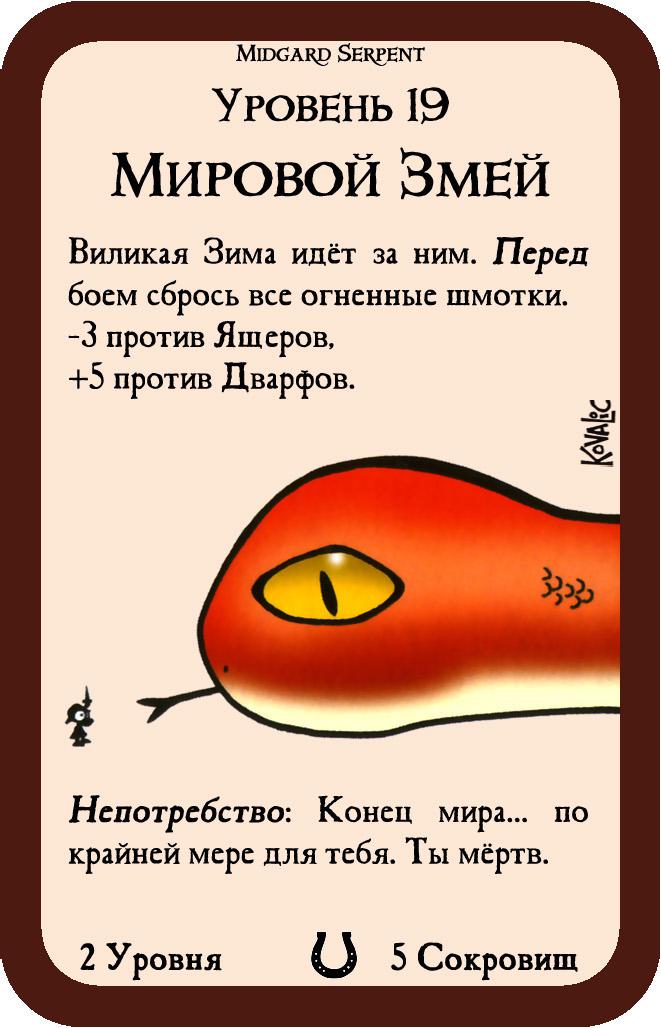 Midgard Serpent
Уровень 19
Мировой Змей
Виликая Зима идёт за ним. Перед
боем сбрось все огненные шмотки.
-3 против Ящеров,
+5 против Дварфов.
Kovalic
Непотребство: Конец мира... по
крайней мере для тебя. Ты мёртв.
2 Уровня
5 Сокровищ